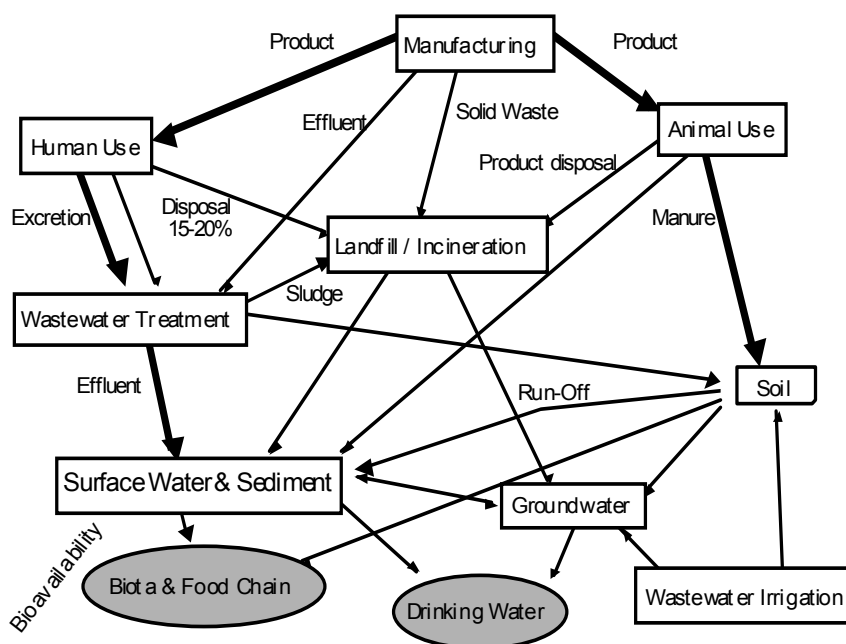 Product
Manufacturing
Product
Effluent
Solid Waste
Human Use
Animal Use
Product disposal
Excretion
Disposal
15-20%
Manure
Landfill / Incineration
Sludge
Wastewater Treatment
Effluent
Run-Off
Soil
Surface Water & Sediment
Groundwater
Bioavailability
Biota & Food Chain
Drinking Water
Wastewater Irrigation